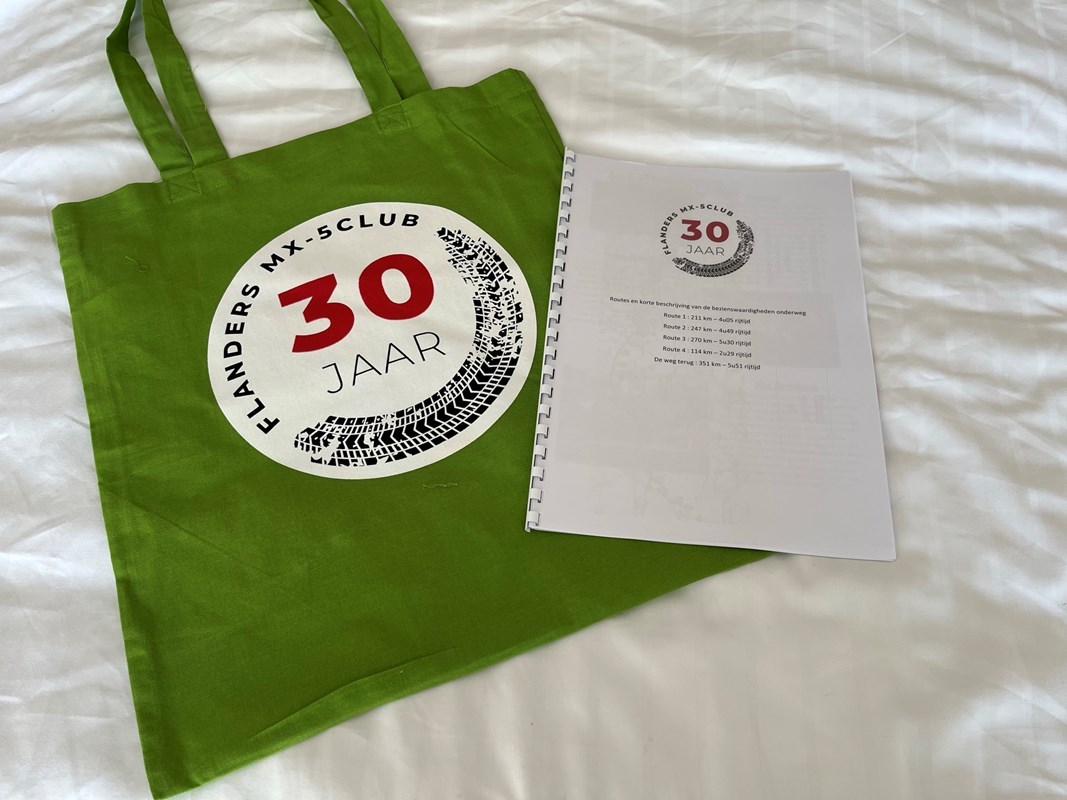 FLANDERS MX-5CLUB
30
JAAR
FLANDERS MX-5CLUB
30
JAAR
Routes en korte beschrijving van de bezienswaardigheden onderweg
Route 1 : 211 km – 4u05 rijtijd
Route 2 : 247 km – 4u49 rijtijd
Route 3 : 270 km – 5u30 rijtijd
Route 4 : 114 km – 2u29 rijtijd
De weg terug : 351 km – 5u51 rijtijd